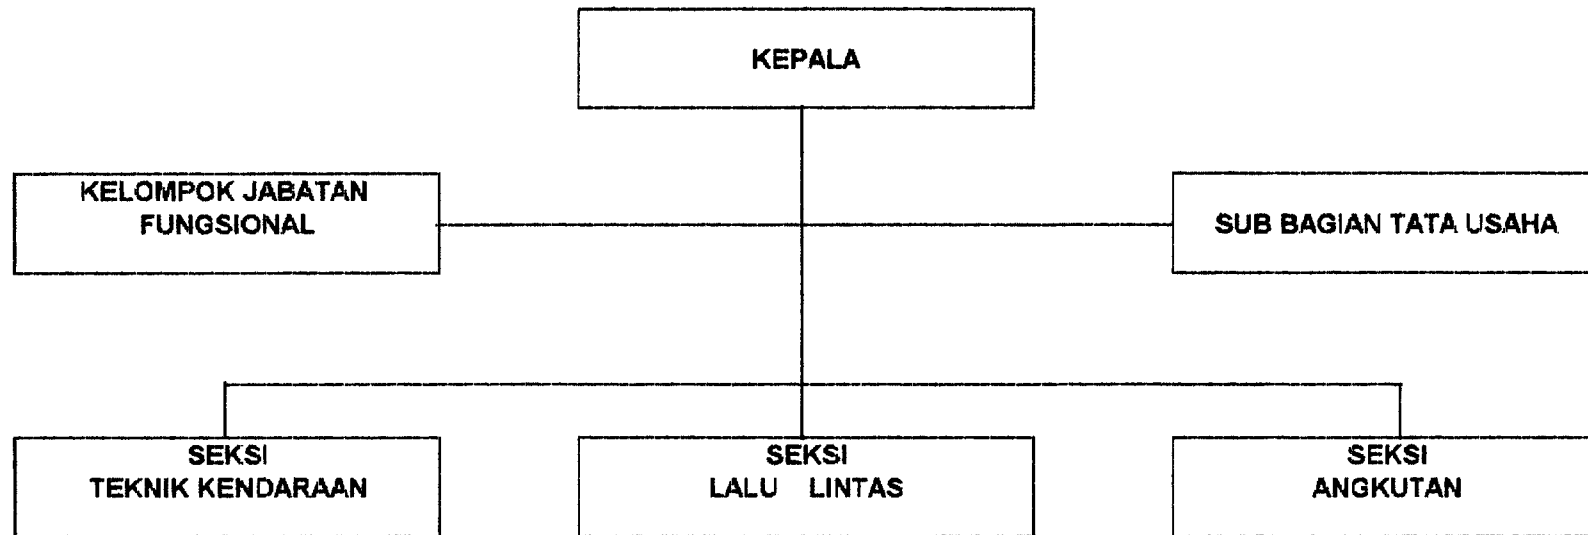 KEPALA
KELOMPOK JABATAN
FUNGSIONAL
SUB BAGIAN TATA USAHA
SEKSI
TEKNIK KENDARAAN
SEKSI
LALU LINTAS
SEKSI
ANGKUTAN